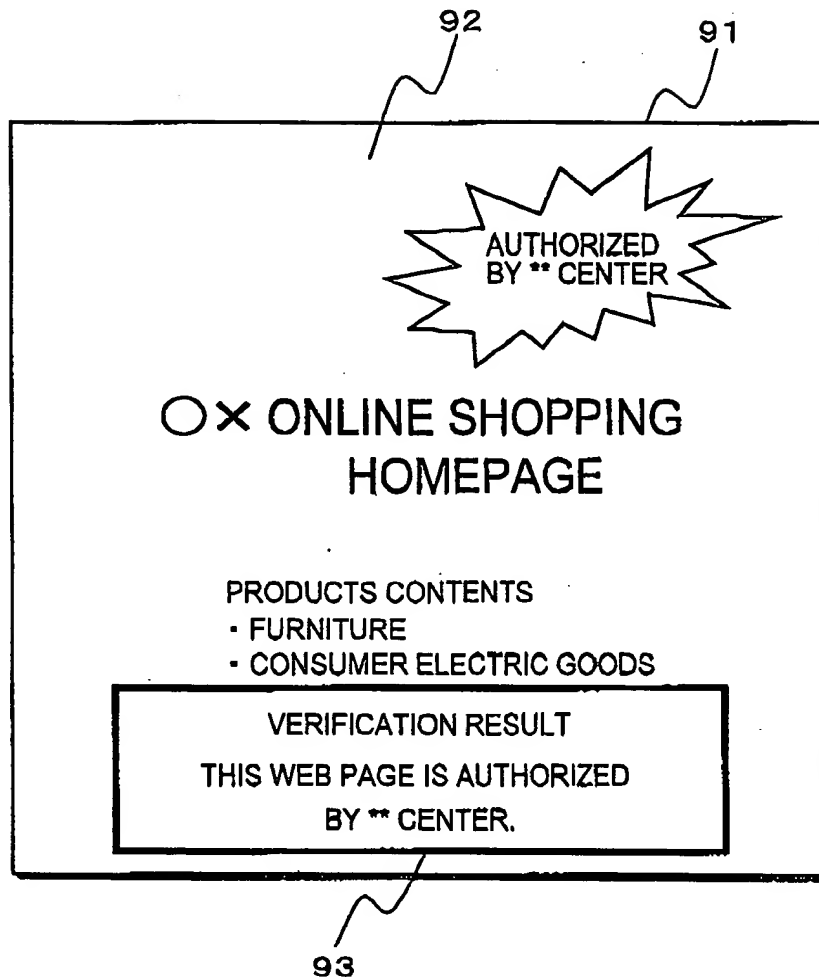 92
91
AUTHORIZED
BY ** CENTER
○× ONLINE SHOPPING
HOMEPAGE
PRODUCTS CONTENTS
· FURNITURE
· CONSUMER ELECTRIC GOODS
VERIFICATION RESULT
THIS WEB PAGE IS AUTHORIZED
BY ** CENTER.
93